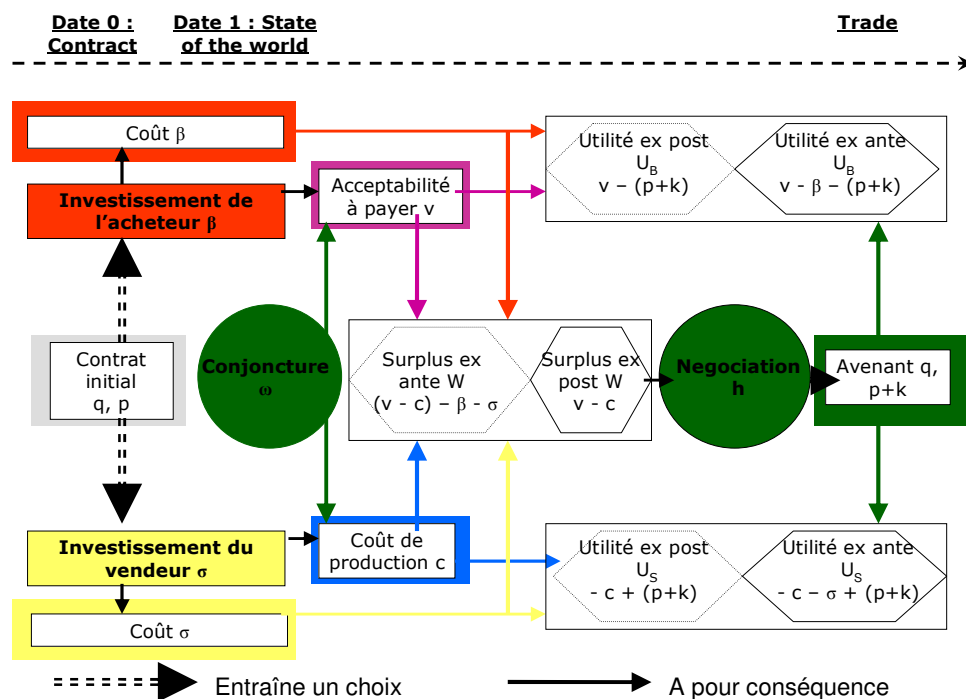 Date 0 :
Contract
Date 1 : State
of the world
Trade
Coût β
Investissement de
l’acheteur β
Acceptabilité
à payer v
Utilité ex post
U_B
v – (p+k)
Utilité ex ante
U_B
v - β – (p+k)
Contrat
initial
q, p
Conjoncture
ω
Surplus ex
ante W
(v - c) – β - σ
Surplus ex
post W
v - c
Negociation
h
Avenant q,
p+k
Investissement du
vendeur σ
Coût σ
Coût de
production c
Utilité ex post
U_S
- c + (p+k)
Utilité ex ante
U_S
- c – σ + (p+k)
Entraîne un choix
A pour conséquence